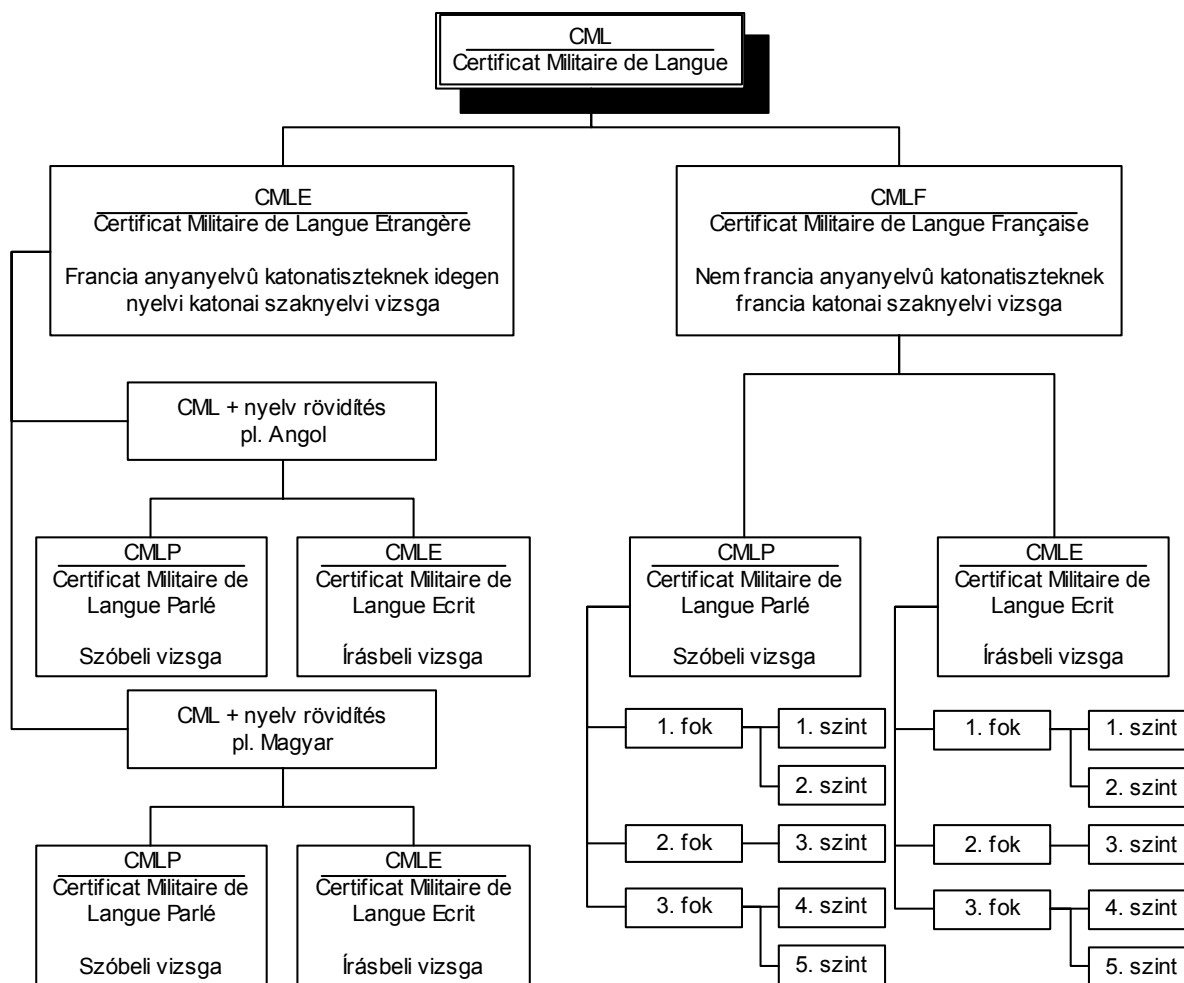 CML
Certificat Militaire de Langue
CMLE
Certificat Militaire de Langue Etrangère
Francia anyanyelvû katonatiszteknek idegen
nyelvi katonai szaknyelvi vizsga
CMLF
Certificat Militaire de Langue Française
Nem francia anyanyelvû katonatiszteknek
francia katonai szaknyelvi vizsga
CML + nyelv rövidítés
pl. Angol
CMLP
Certificat Militaire de
Langue Parlé
Szóbeli vizsga
CMLE
Certificat Militaire de
Langue Ecrit
Írásbeli vizsga
CML + nyelv rövidítés
pl. Magyar
CMLP
Certificat Militaire de
Langue Parlé
Szóbeli vizsga
CMLE
Certificat Militaire de
Langue Ecrit
Írásbeli vizsga
CMLP
Certificat Militaire de
Langue Parlé
Szóbeli vizsga
1. fok
1. szint
2. szint
2. fok
3. szint
3. fok
4. szint
5. szint
CMLE
Certificat Militaire de
Langue Ecrit
Írásbeli vizsga
1. fok
1. szint
2. szint
2. fok
3. szint
3. fok
4. szint
5. szint